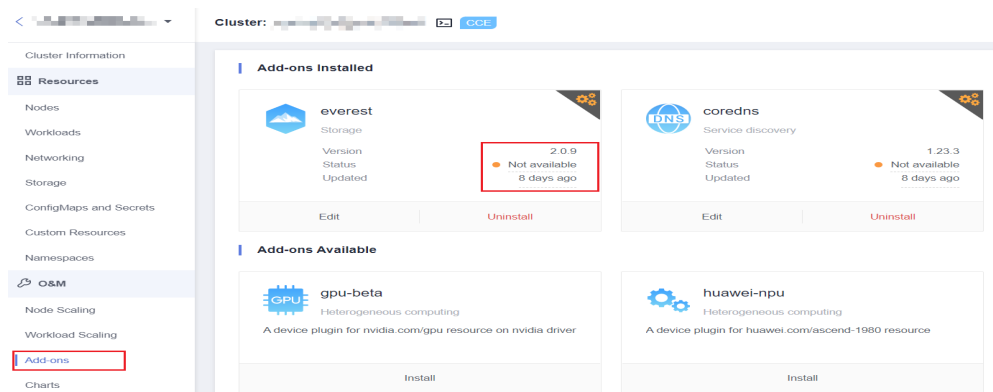 Cluster: CCE
Cluster Information
Resources
Nodes
Workloads
Networking
Storage
ConfigMaps and Secrets
Custom Resources
Namespaces
O&M
Node Scaling
Workload Scaling
Add-ons
Charts
Add-ons Installed
everest
Storage
Version 2.0.9
Status Not available
Updated 8 days ago
Edit Uninstall
DNS
coredns
Service discovery
Version 1.23.3
Status Not available
Updated 8 days ago
Edit Uninstall
Add-ons Available
GPU
gpu-beta
Heterogeneous computing
A device plugin for nvidia.com/gpu resource on nvidia driver
Install
huawei-npu
Heterogeneous computing
A device plugin for huawei.com/ascend-1980 resource
Install